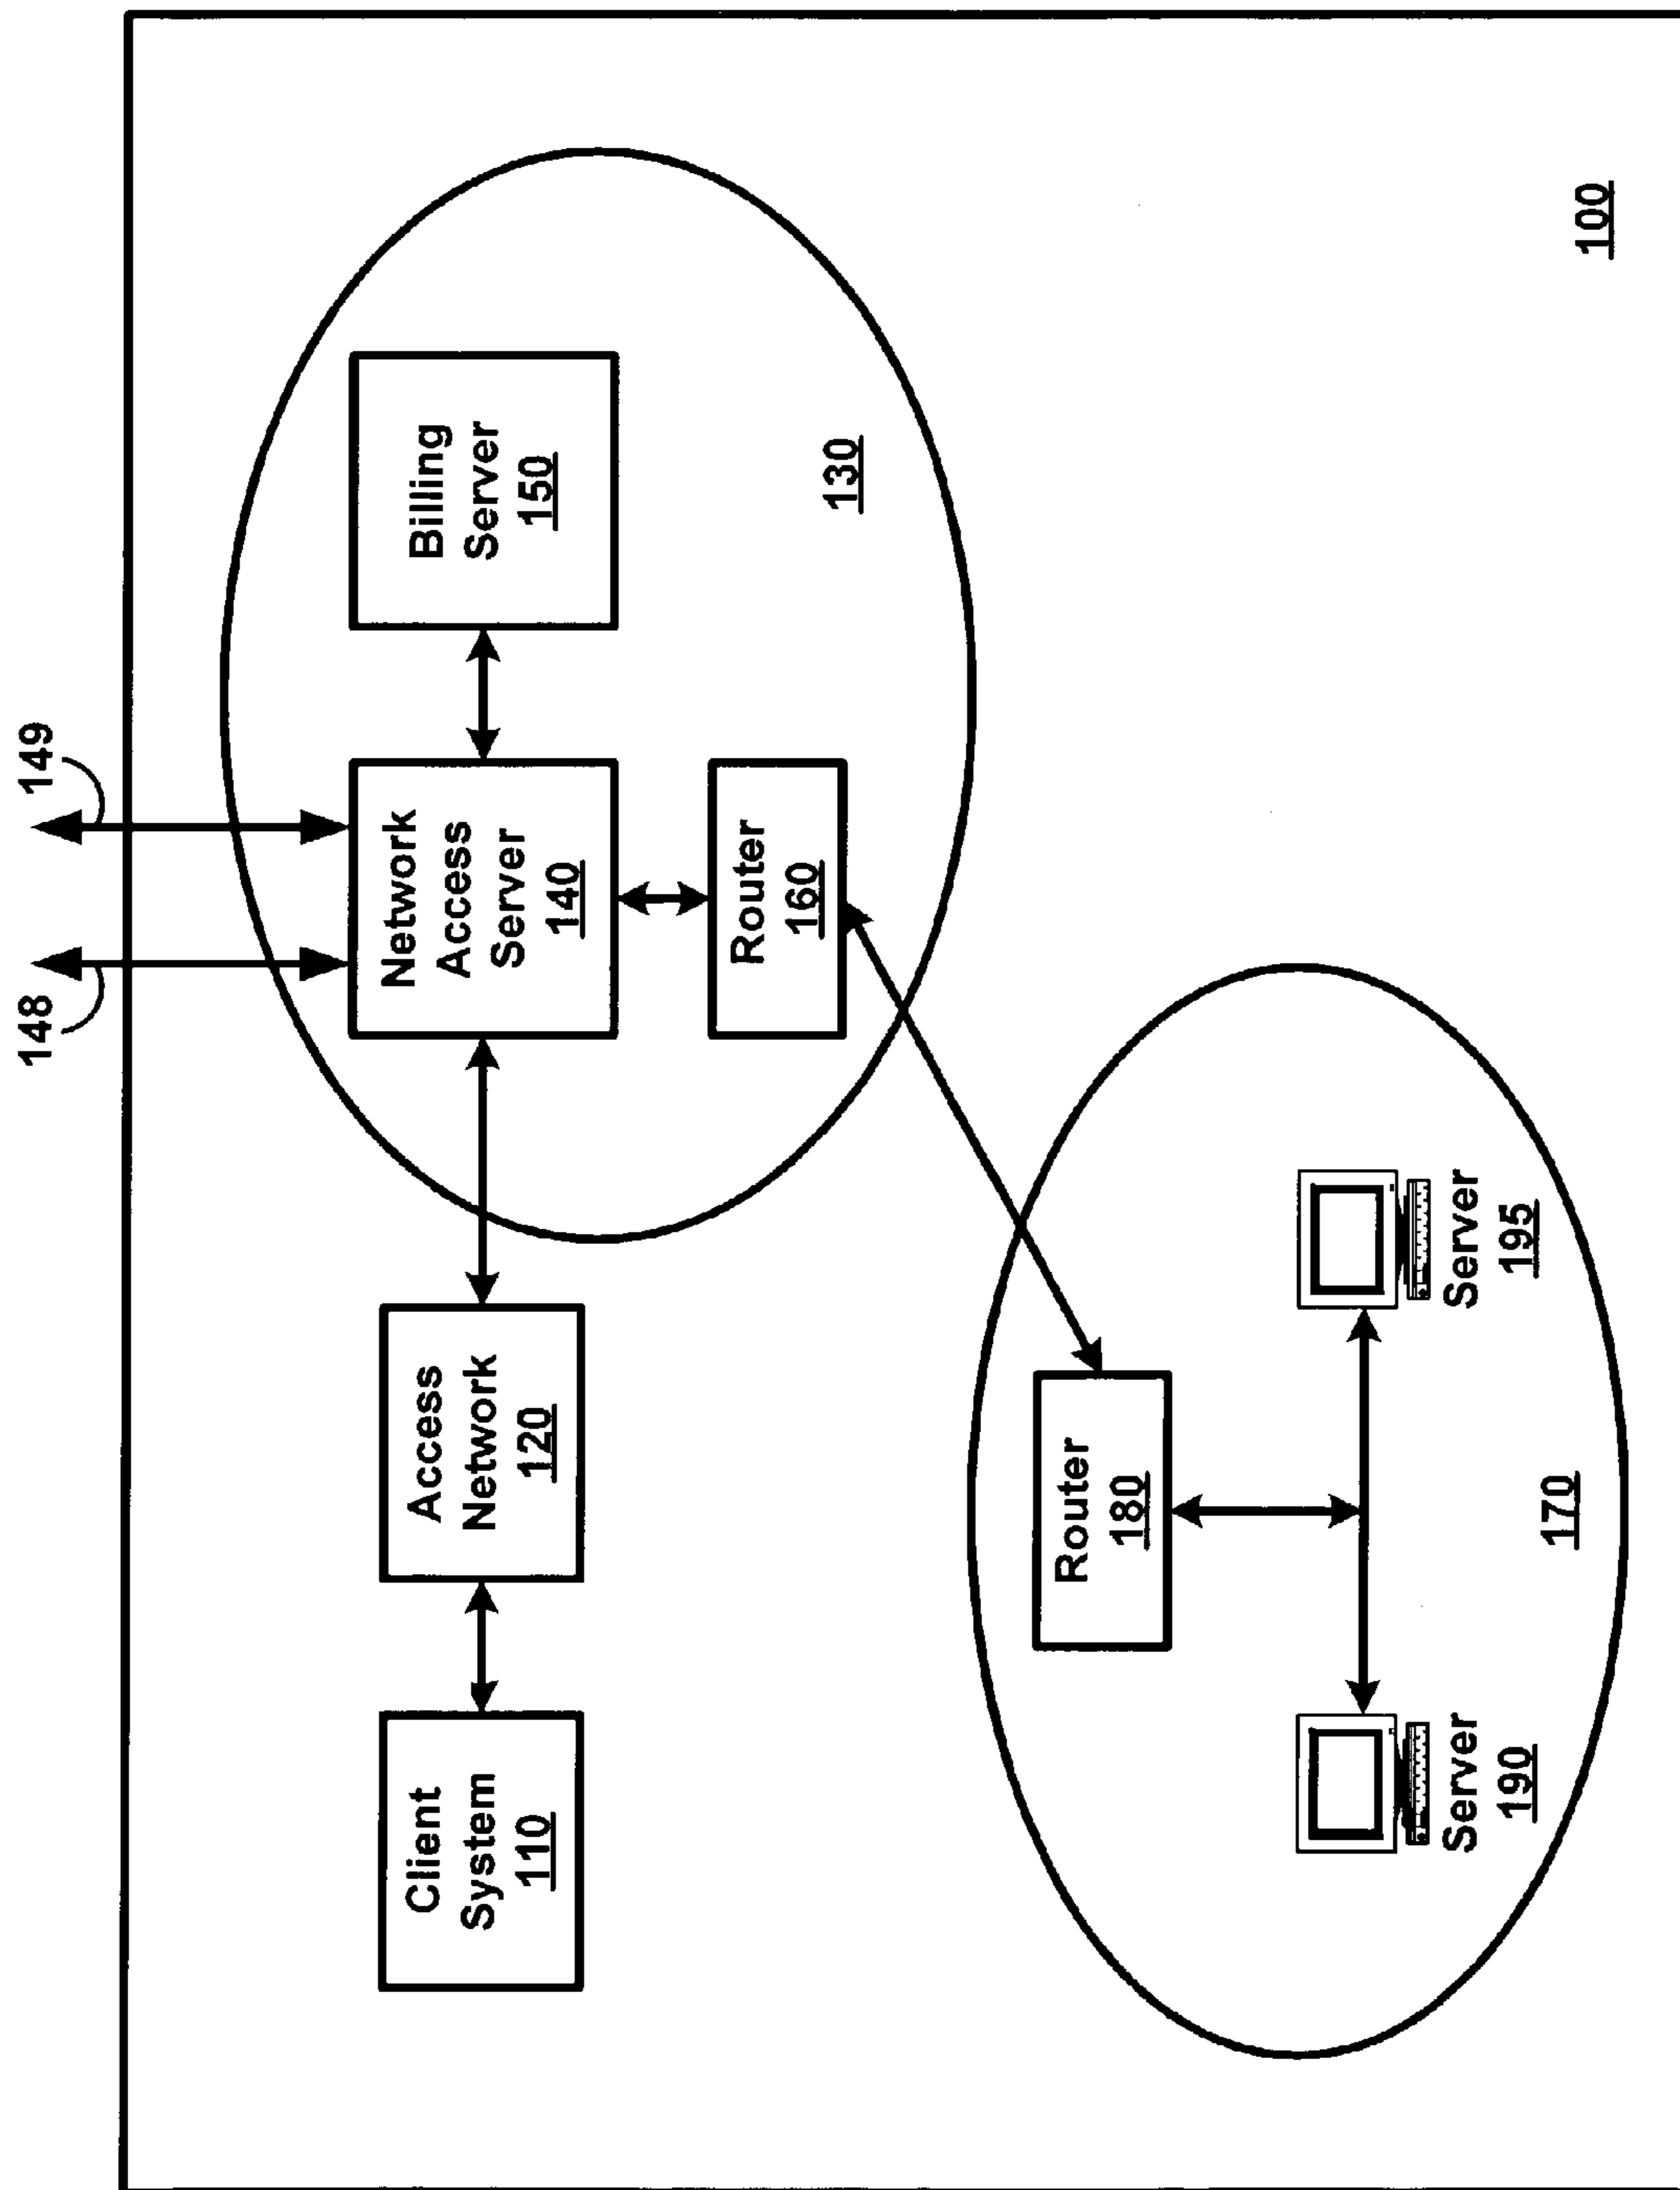 148
149
Client
System
110
Access
Network
120
Network
Access
Server
140
Billing
Server
150
Router
160
130
Router
180
Server
190
Server
195
170
100